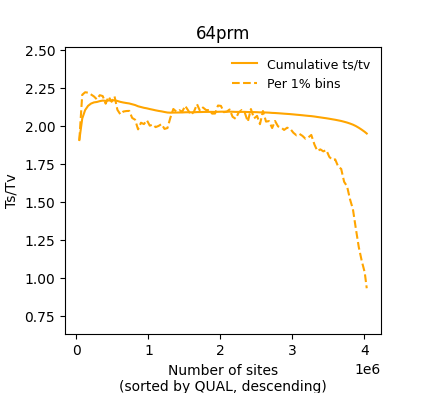 64prm
2.50
2.25
2.00
1.75
1.50
1.25
1.00
0.75
Ts/Tv
Cumulative ts/tv
Per 1% bins
0 1 2 3 4
1e6
Number of sites
(sorted by QUAL, descending)